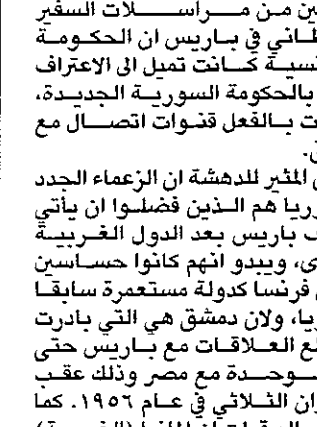 ين من مراسلات السفير
طاني في باريس ان الحكومة
نسية كانت تميل الى الاعتراف
بالحكومة السورية الجديدة،
ت بالفعل قنوات اتصال مع
ن.
المثير للدهشة ان الزعماء الجدد
وريا هم الذين فضلوا ان يأتي
باريس بعد الدول الغربية
ى، ويبدو انهم كانوا حساسين
فرنسا كدولة مستعمرة سابقا
ريا، ولان دمشق هي التي بادرت
لع العلاقات مع باريس حتى
وحدة مع مصر وذلك عقب
ان الثلاثي في عام ١٩٥٦. كما